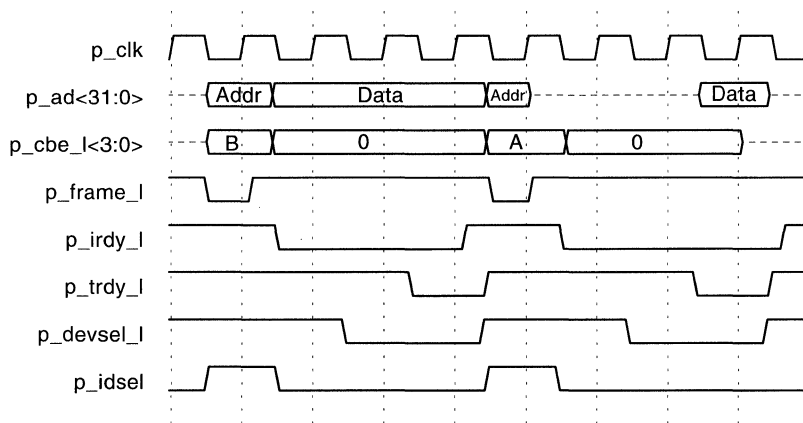 p_clk
p_ad<31:0> Addr Data Addr Data
p_cbe_l<3:0> B 0 A 0
p_frame_l
p_irdy_l
p_trdy_l
p_devsel_l
p_idsel